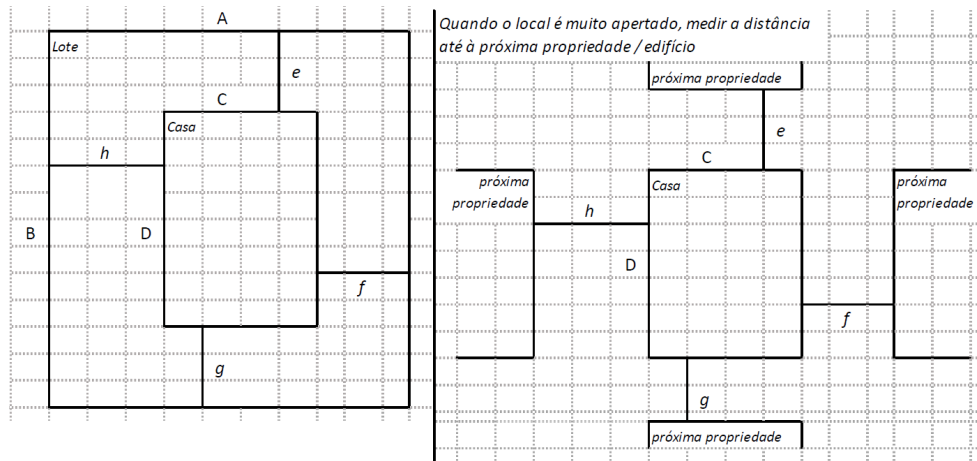 A
Lote
e
C
Casa
h
B
D
f
g
Quando o local é muito apertado, medir a distância
até à próxima propriedade / edifício
próxima propriedade
e
C
próxima
propriedade
Casa
próxima
propriedade
h
D
f
g
próxima propriedade